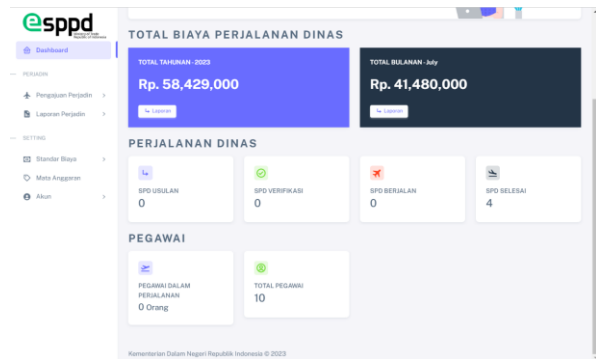 esppd
Dashboard
PERJADIN
Pengajuan Perjadin
Laporan Perjadin
SETTING
Standar Biaya
Mata Anggaran
Akun
TOTAL BIAYA PERJALANAN DINAS
TOTAL TAHUNAN - 2023
Rp. 58,429,000
Laporan
TOTAL BULANAN - July
Rp. 41,480,000
Laporan
PERJALANAN DINAS
SPD USULAN
0
SPD VERIFIKASI
0
SPD BERJALAN
0
SPD SELESAI
4
PEGAWAI
PEGAWAI DALAM
PERJALANAN
0 Orang
TOTAL PEGAWAI
10
Kementerian Dalam Negeri Republik Indonesia © 2023